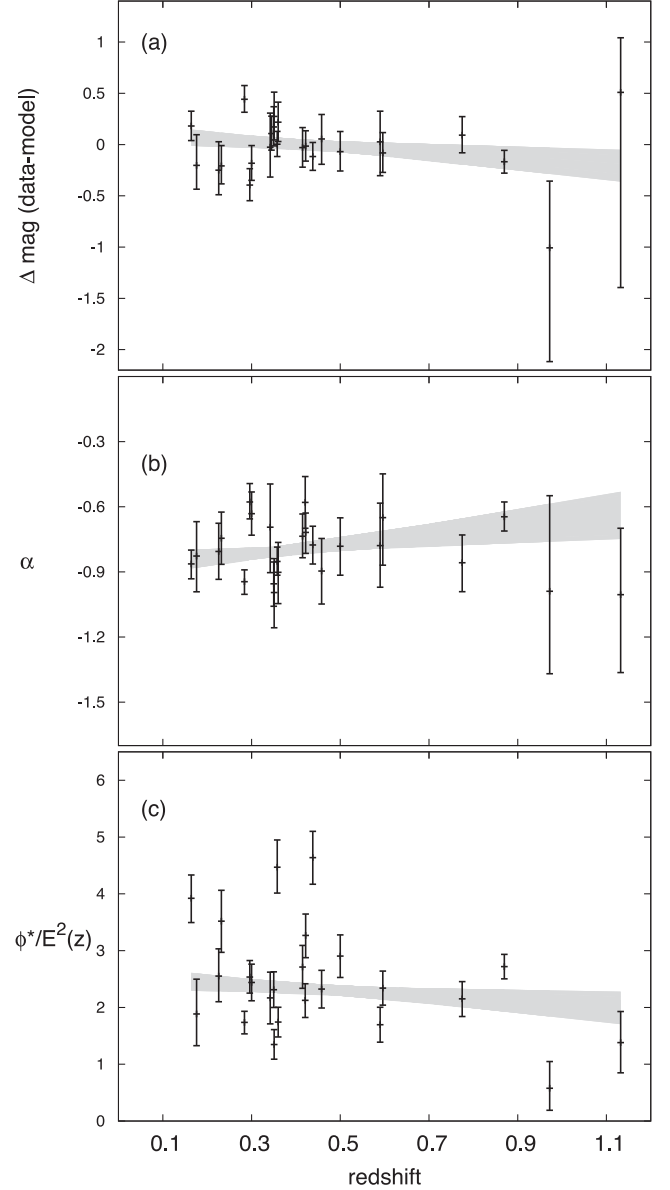 (a)
1
0.5
0
-0.5
-1
-1.5
-2
Δ mag (data-model)
(b)
-0.3
-0.6
-0.9
-1.2
-1.5
α
(c)
6
5
4
3
2
1
0
ϕ*/E²(z)
0.1 0.3 0.5 0.7 0.9 1.1
redshift